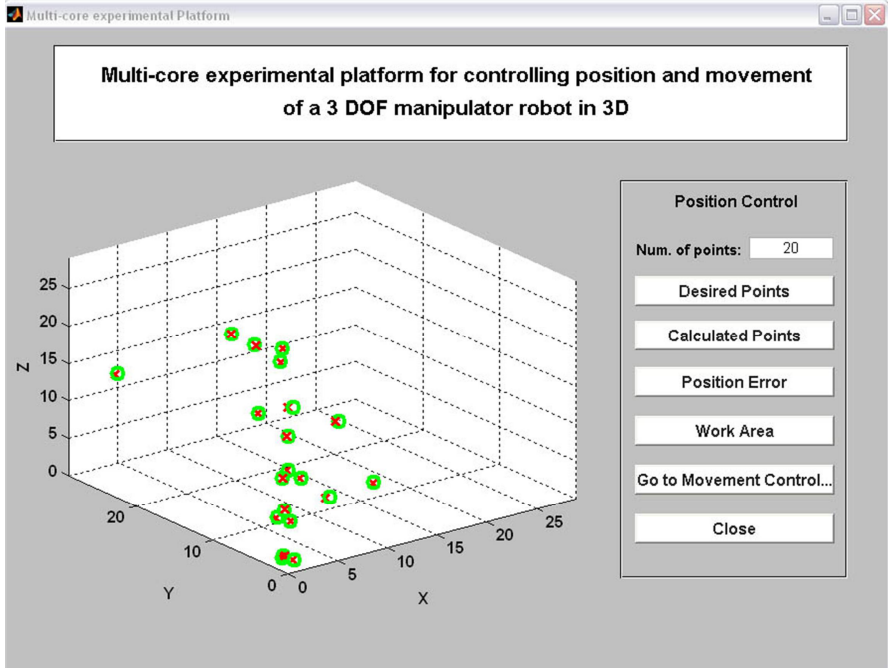 Multi-core experimental Platform
Multi-core experimental platform for controlling position and movement
of a 3 DOF manipulator robot in 3D
Position Control
Num. of points: 20
Desired Points
Calculated Points
Position Error
Work Area
Go to Movement Control...
Close
25
20
15
10
5
0
Z
20
10
0
Y
0
5
10
15
20
25
X